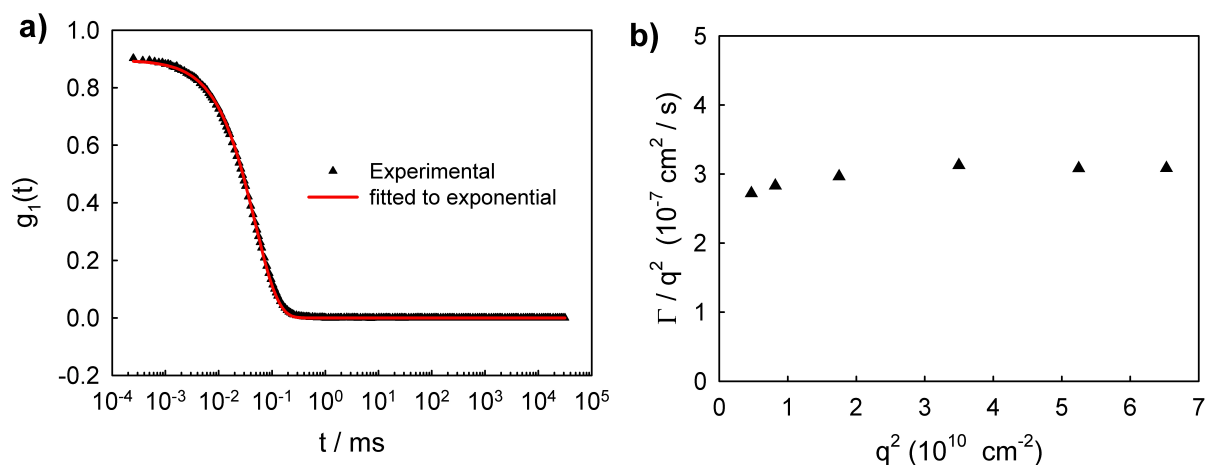 a)
1.0
0.8
0.6
0.4
0.2
0.0
-0.2
g₁(t)
Experimental
fitted to exponential
10⁻⁴ 10⁻³ 10⁻² 10⁻¹ 10⁰ 10¹ 10² 10³ 10⁴ 10⁵
t / ms
b)
5
4
3
2
1
0
Γ / q² (10⁻⁷ cm² / s)
0 1 2 3 4 5 6 7
q² (10¹⁰ cm⁻²)